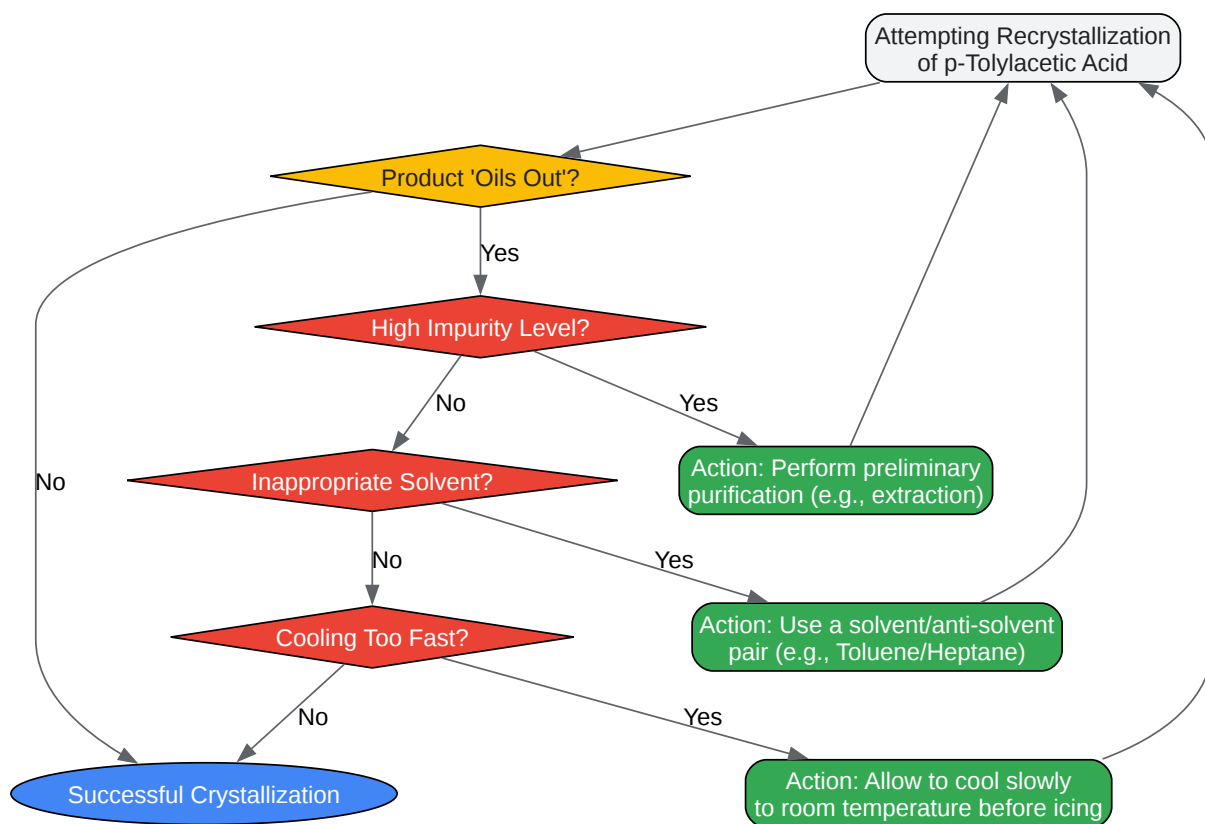 Attempting Recrystallization
of p-Tolylacetic Acid
Product 'Oils Out'?
Yes
High Impurity Level?
No
Yes
Action: Perform preliminary
purification (e.g., extraction)
Inappropriate Solvent?
No
No
Yes
Action: Use a solvent/anti-solvent
pair (e.g., Toluene/Heptane)
Cooling Too Fast?
No
Yes
Successful Crystallization
Action: Allow to cool slowly
to room temperature before icing